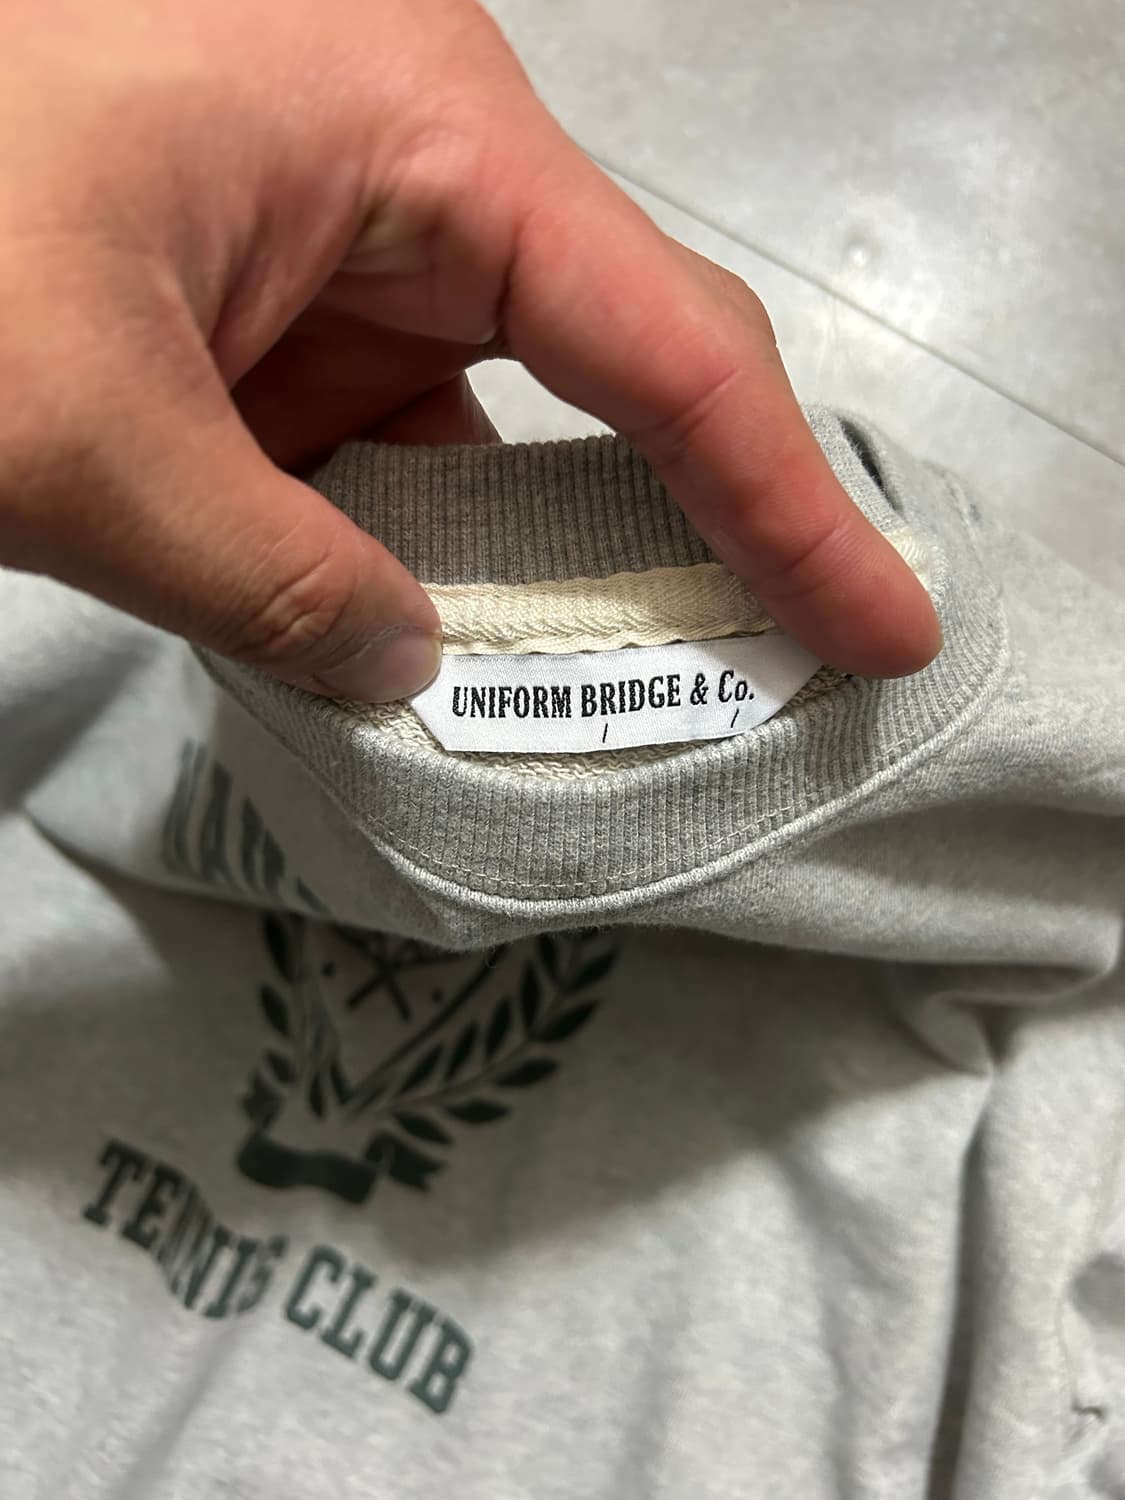 UNIFORM BRIDGE & Co.
TENNIS CLUB